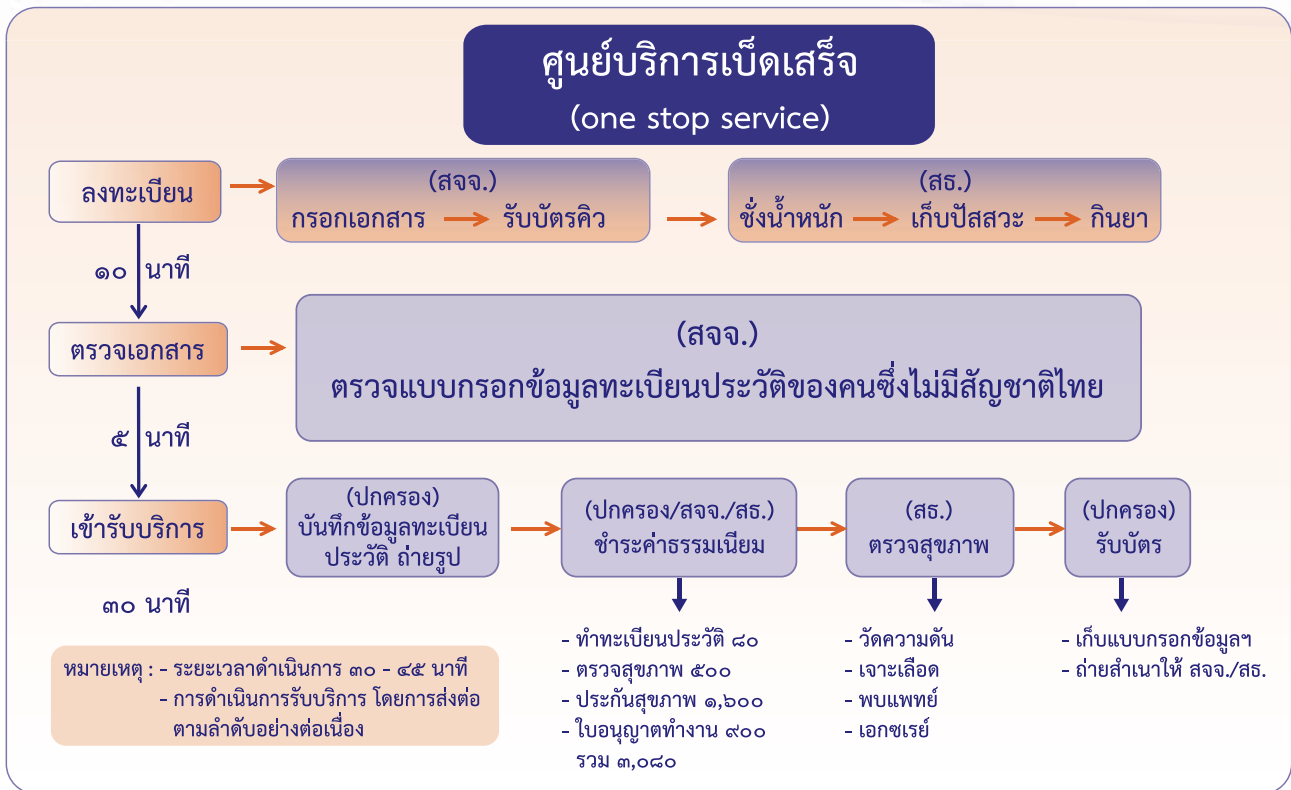 ศูนย์บริการเบ็ดเสร็จ
(one stop service)
ลงทะเบียน
(สจจ.)
กรอกเอกสาร
รับบัตรคิว
(สธ.)
ชั่งน้ำหนัก
เก็บปัสสวะ
กินยา
๑๐ นาที
ตรวจเอกสาร
(สจจ.)
ตรวจแบบกรอกข้อมูลทะเบียนประวัติของคนซึ่งไม่มีสัญชาติไทย
๕ นาที
เข้ารับบริการ
(ปกครอง)
บันทึกข้อมูลทะเบียน
ประวัติ ถ่ายรูป
(ปกครอง/สจจ./สธ.)
ชำระค่าธรรมเนียม
(สธ.)
ตรวจสุขภาพ
(ปกครอง)
รับบัตร
๓๐ นาที
- ทำทะเบียนประวัติ ๘๐
- ตรวจสุขภาพ ๕๐๐
- ประกันสุขภาพ ๑,๖๐๐
- ใบอนุญาตทำงาน ๙๐๐
รวม ๓,๐๘๐
- วัดความดัน
- เจาะเลือด
- พบแพทย์
- เอกซเรย์
- เก็บแบบกรอกข้อมูลฯ
- ถ่ายสำเนาให้ สจจ./สธ.
หมายเหตุ : - ระยะเวลาดำเนินการ ๓๐ - ๔๕ นาที
- การดำเนินการรับบริการ โดยการส่งต่อ
ตามลำดับอย่างต่อเนื่อง